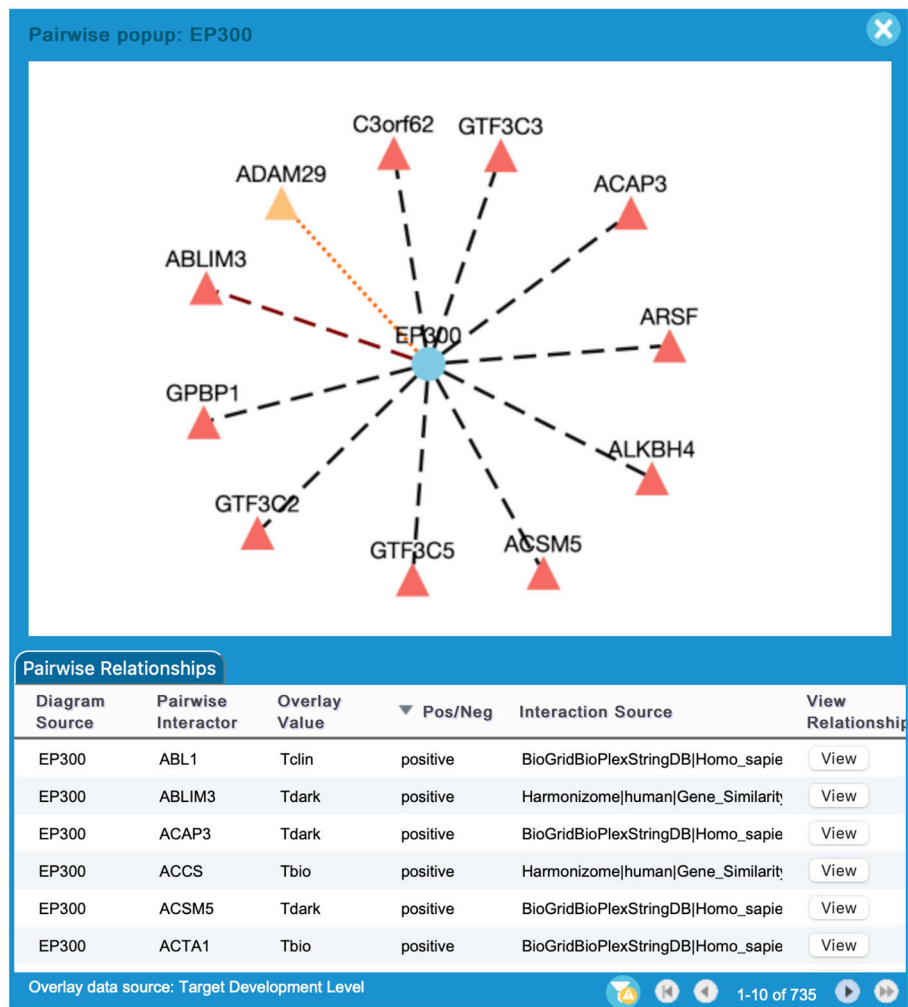 Pairwise popup: EP300
C3orf62
GTF3C3
ADAM29
ACAP3
ABLIM3
ARSF
EP300
GPBP1
ALKBH4
GTF3C2
GTF3C5
ACSM5
Pairwise Relationships
Diagram Source Pairwise Interactor Overlay Value Pos/Neg Interaction Source View Relationship
EP300 ABL1 Tclin positive BioGridBioPlexStringDB|Homo_sapie View
EP300 ABLIM3 Tdark positive Harmonizome|human|Gene_Similarity View
EP300 ACAP3 Tdark positive BioGridBioPlexStringDB|Homo_sapie View
EP300 ACCS Tbio positive Harmonizome|human|Gene_Similarity View
EP300 ACSM5 Tdark positive BioGridBioPlexStringDB|Homo_sapie View
EP300 ACTA1 Tbio positive BioGridBioPlexStringDB|Homo_sapie View
Overlay data source: Target Development Level 1-10 of 735